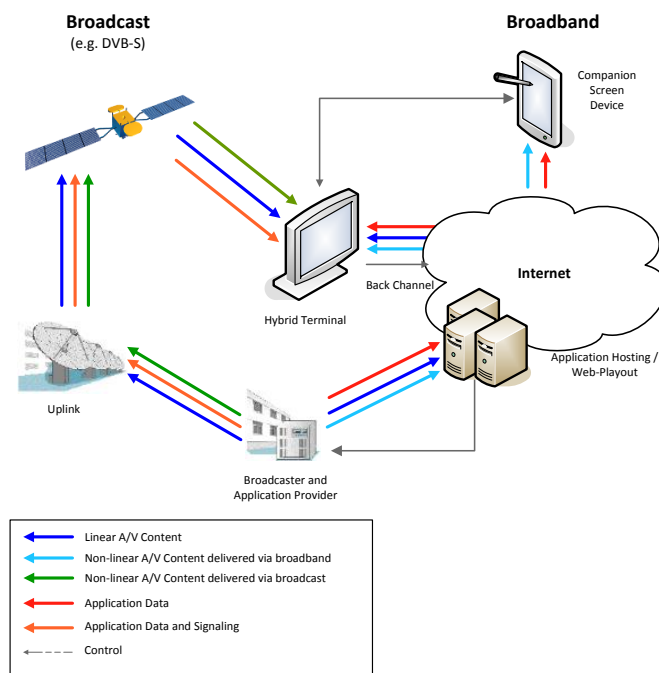 Broadcast
(e.g. DVB-S)
Broadband
Companion
Screen
Device
Internet
Back Channel
Hybrid Terminal
Application Hosting /
Web-Playout
Uplink
Broadcaster and
Application Provider
Linear A/V Content
Non-linear A/V Content delivered via broadband
Non-linear A/V Content delivered via broadcast
Application Data
Application Data and Signaling
Control